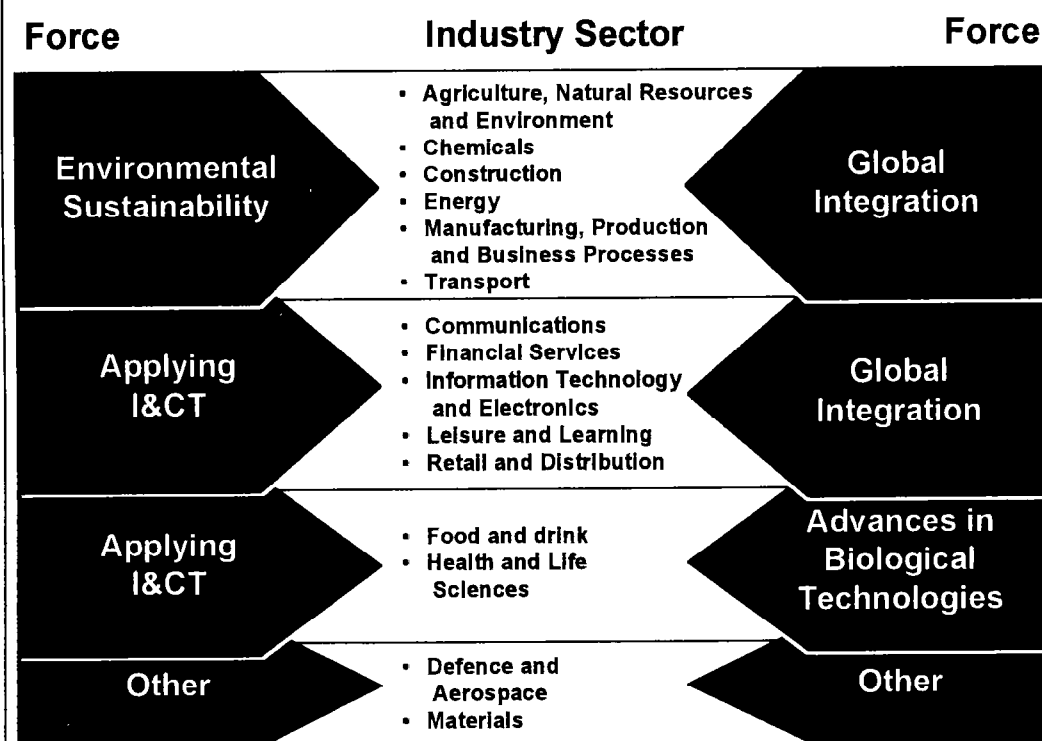 Force
Industry Sector
Force
Environmental
Sustainability
• Agriculture, Natural Resources
and Environment
• Chemicals
• Construction
• Energy
• Manufacturing, Production
and Business Processes
• Transport
Global
Integration
Applying
I&CT
• Communications
• Financial Services
• Information Technology
and Electronics
• Leisure and Learning
• Retail and Distribution
Global
Integration
Applying
I&CT
• Food and drink
• Health and Life
Sciences
Advances in
Biological
Technologies
Other
• Defence and
Aerospace
• Materials
Other